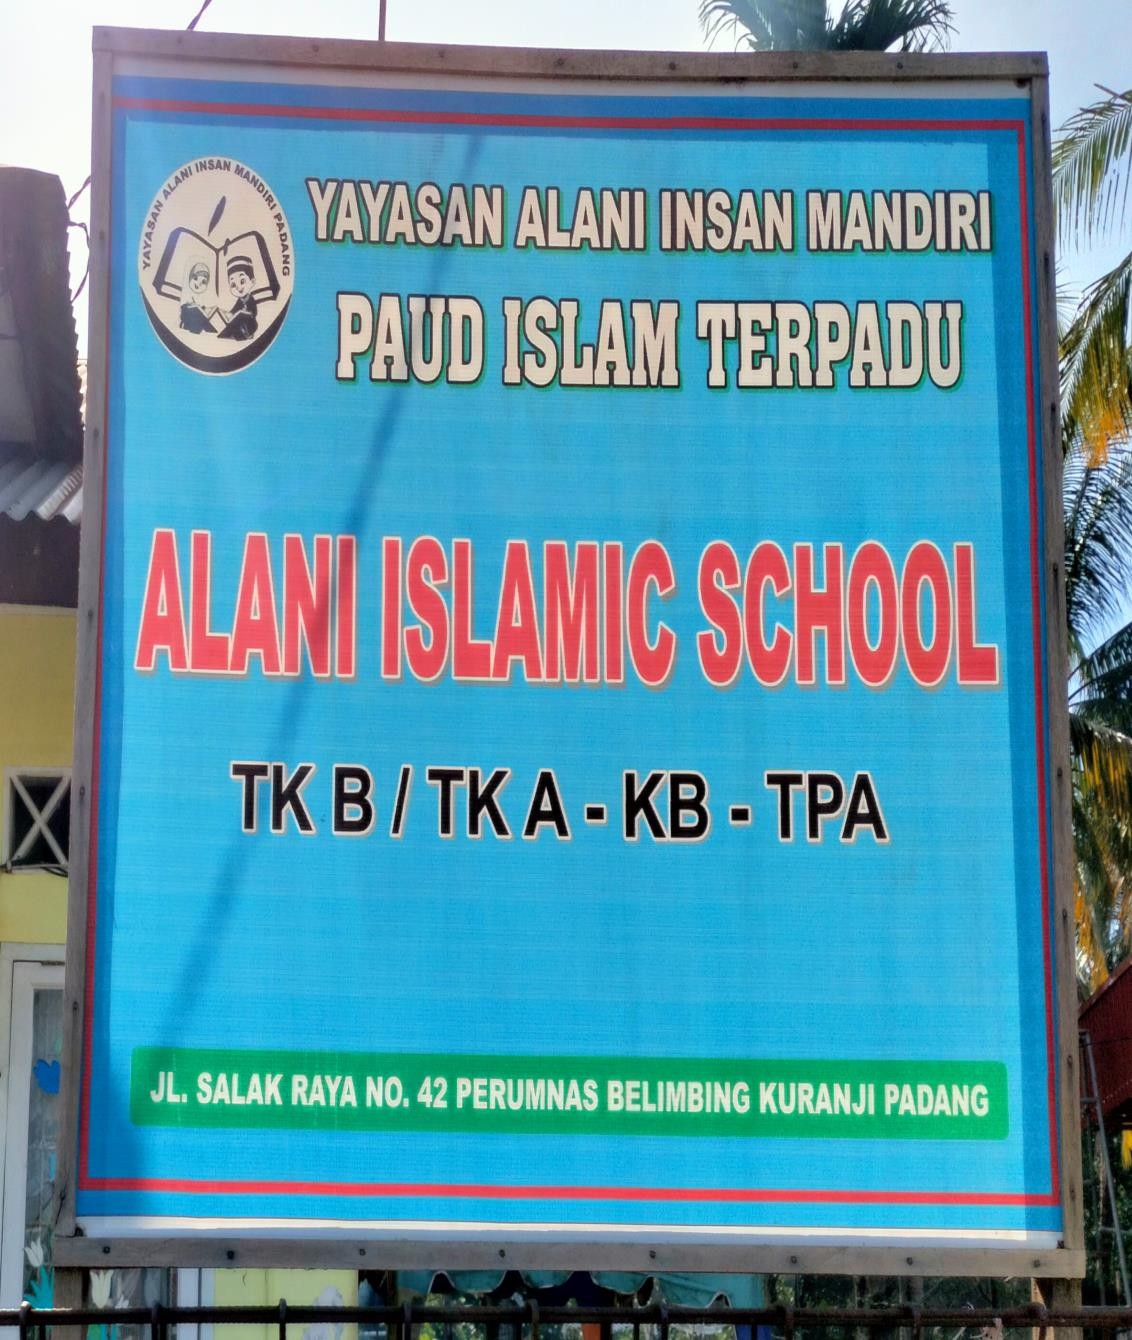 YAYASAN ALANI INSAN MANDIRI PADANG
YAYASAN ALANI INSAN MANDIRI
PAUD ISLAM TERPADU
ALANI ISLAMIC SCHOOL
TK B / TK A - KB - TPA
JL. SALAK RAYA NO. 42 PERUMNAS BELIMBING KURANJI PADANG